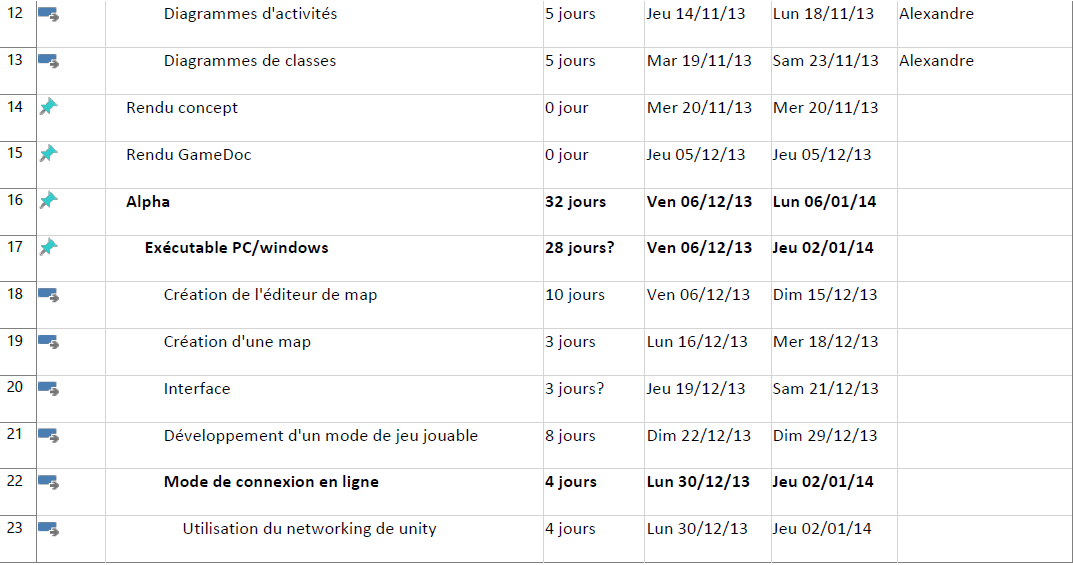 12 Diagrammes d'activités 5 jours Jeu 14/11/13 Lun 18/11/13 Alexandre
13 Diagrammes de classes 5 jours Mar 19/11/13 Sam 23/11/13 Alexandre
14 Rendu concept 0 jour Mer 20/11/13 Mer 20/11/13
15 Rendu GameDoc 0 jour Jeu 05/12/13 Jeu 05/12/13
16 Alpha 32 jours Ven 06/12/13 Lun 06/01/14
17 Exécutable PC/windows 28 jours? Ven 06/12/13 Jeu 02/01/14
18 Création de l'éditeur de map 10 jours Ven 06/12/13 Dim 15/12/13
19 Création d'une map 3 jours Lun 16/12/13 Mer 18/12/13
20 Interface 3 jours? Jeu 19/12/13 Sam 21/12/13
21 Développement d'un mode de jeu jouable 8 jours Dim 22/12/13 Dim 29/12/13
22 Mode de connexion en ligne 4 jours Lun 30/12/13 Jeu 02/01/14
23 Utilisation du networking de unity 4 jours Lun 30/12/13 Jeu 02/01/14